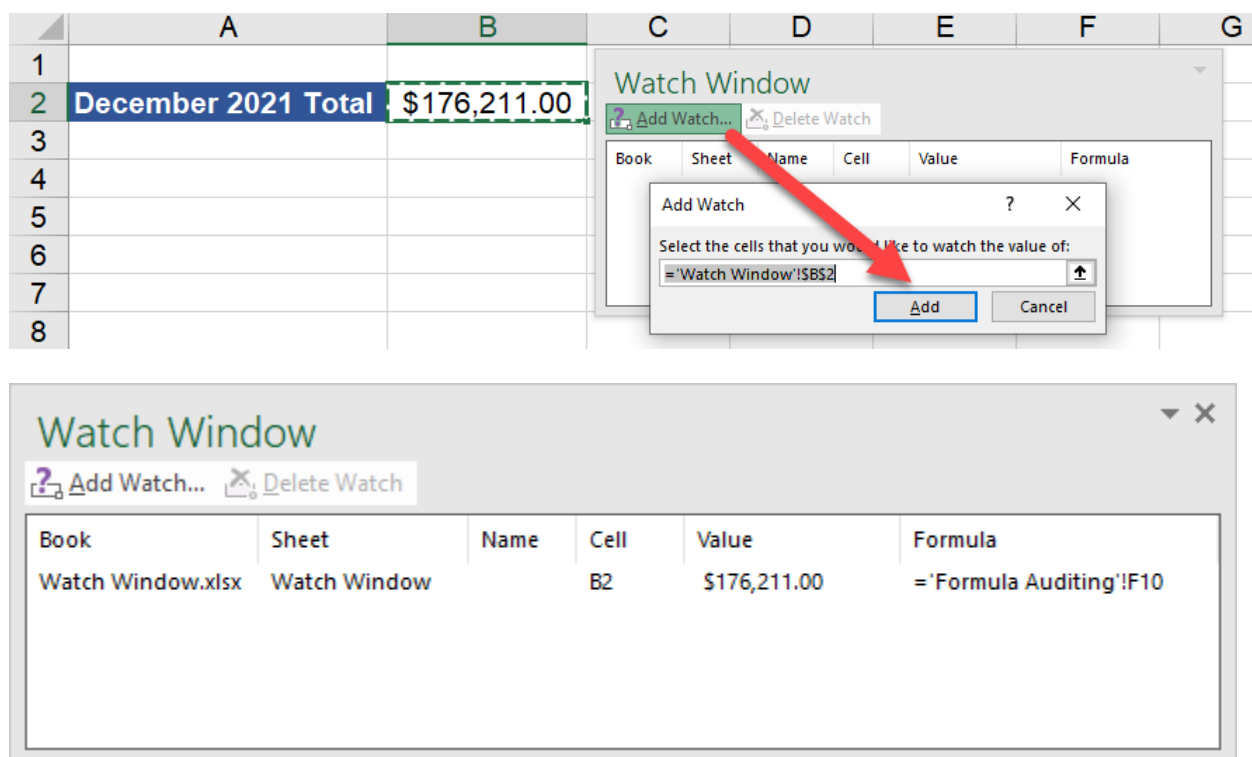 A B C D E F G
1
2 December 2021 Total $176,211.00
3
4
5
6
7
8
Watch Window
Add Watch... Delete Watch
Book Sheet Name Cell Value Formula
Add Watch ? ×
Select the cells that you would like to watch the value of:
='Watch Window'!$B$2
Add Cancel
Watch Window
Add Watch... Delete Watch
Book Sheet Name Cell Value Formula
Watch Window.xlsx Watch Window B2 $176,211.00 ='Formula Auditing'!F10